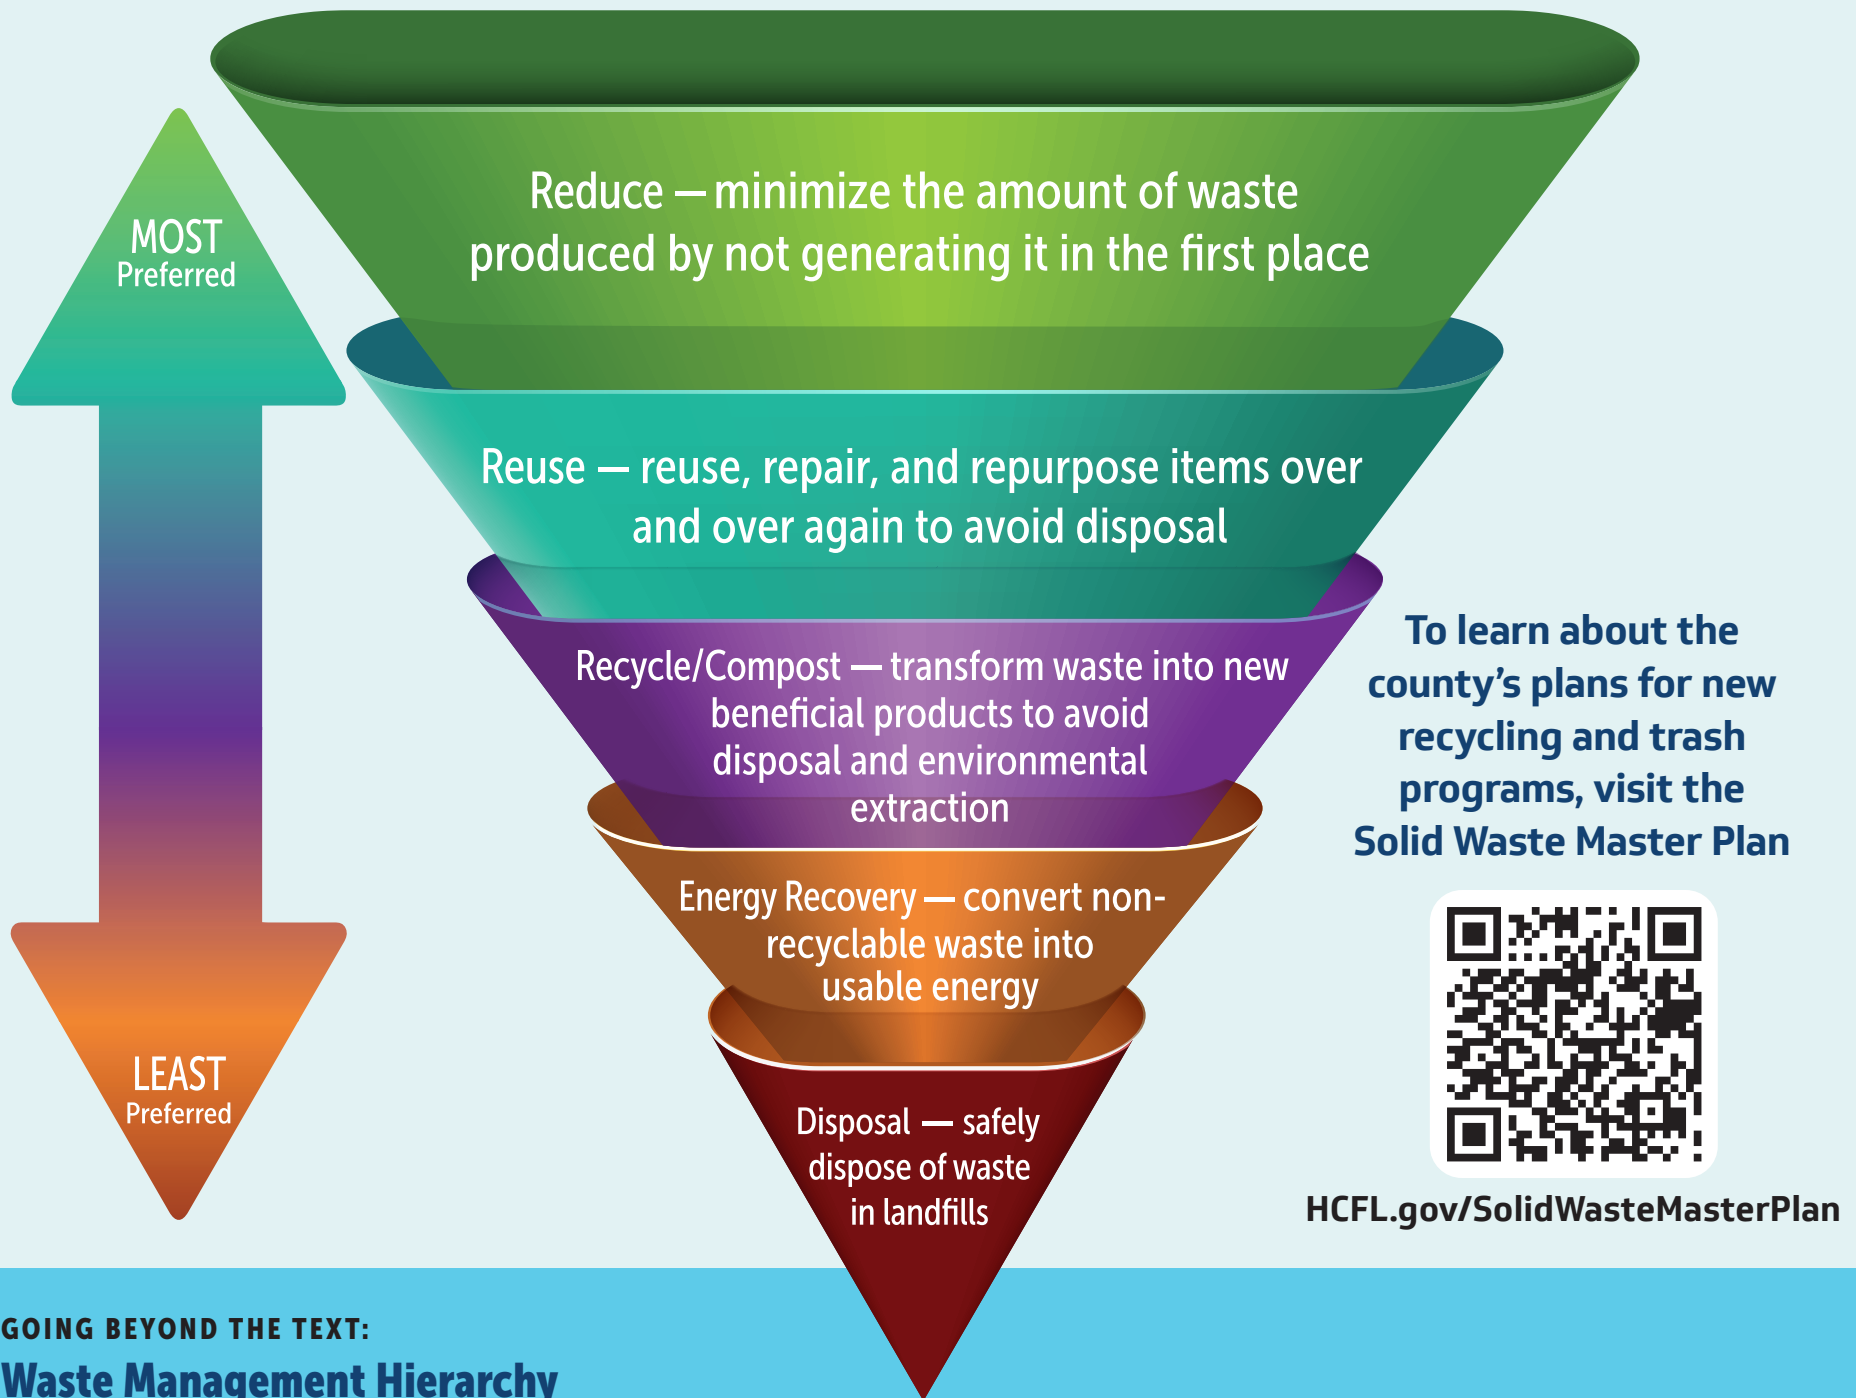 MOST
Preferred
Reduce — minimize the amount of waste
produced by not generating it in the first place
Reuse — reuse, repair, and repurpose items over
and over again to avoid disposal
Recycle/Compost — transform waste into new
beneficial products to avoid
disposal and environmental
extraction
Energy Recovery — convert non-
recyclable waste into
usable energy
Disposal — safely
dispose of waste
in landfills
LEAST
Preferred
To learn about the
county's plans for new
recycling and trash
programs, visit the
Solid Waste Master Plan
HCFL.gov/SolidWasteMasterPlan
GOING BEYOND THE TEXT:
Waste Management Hierarchy